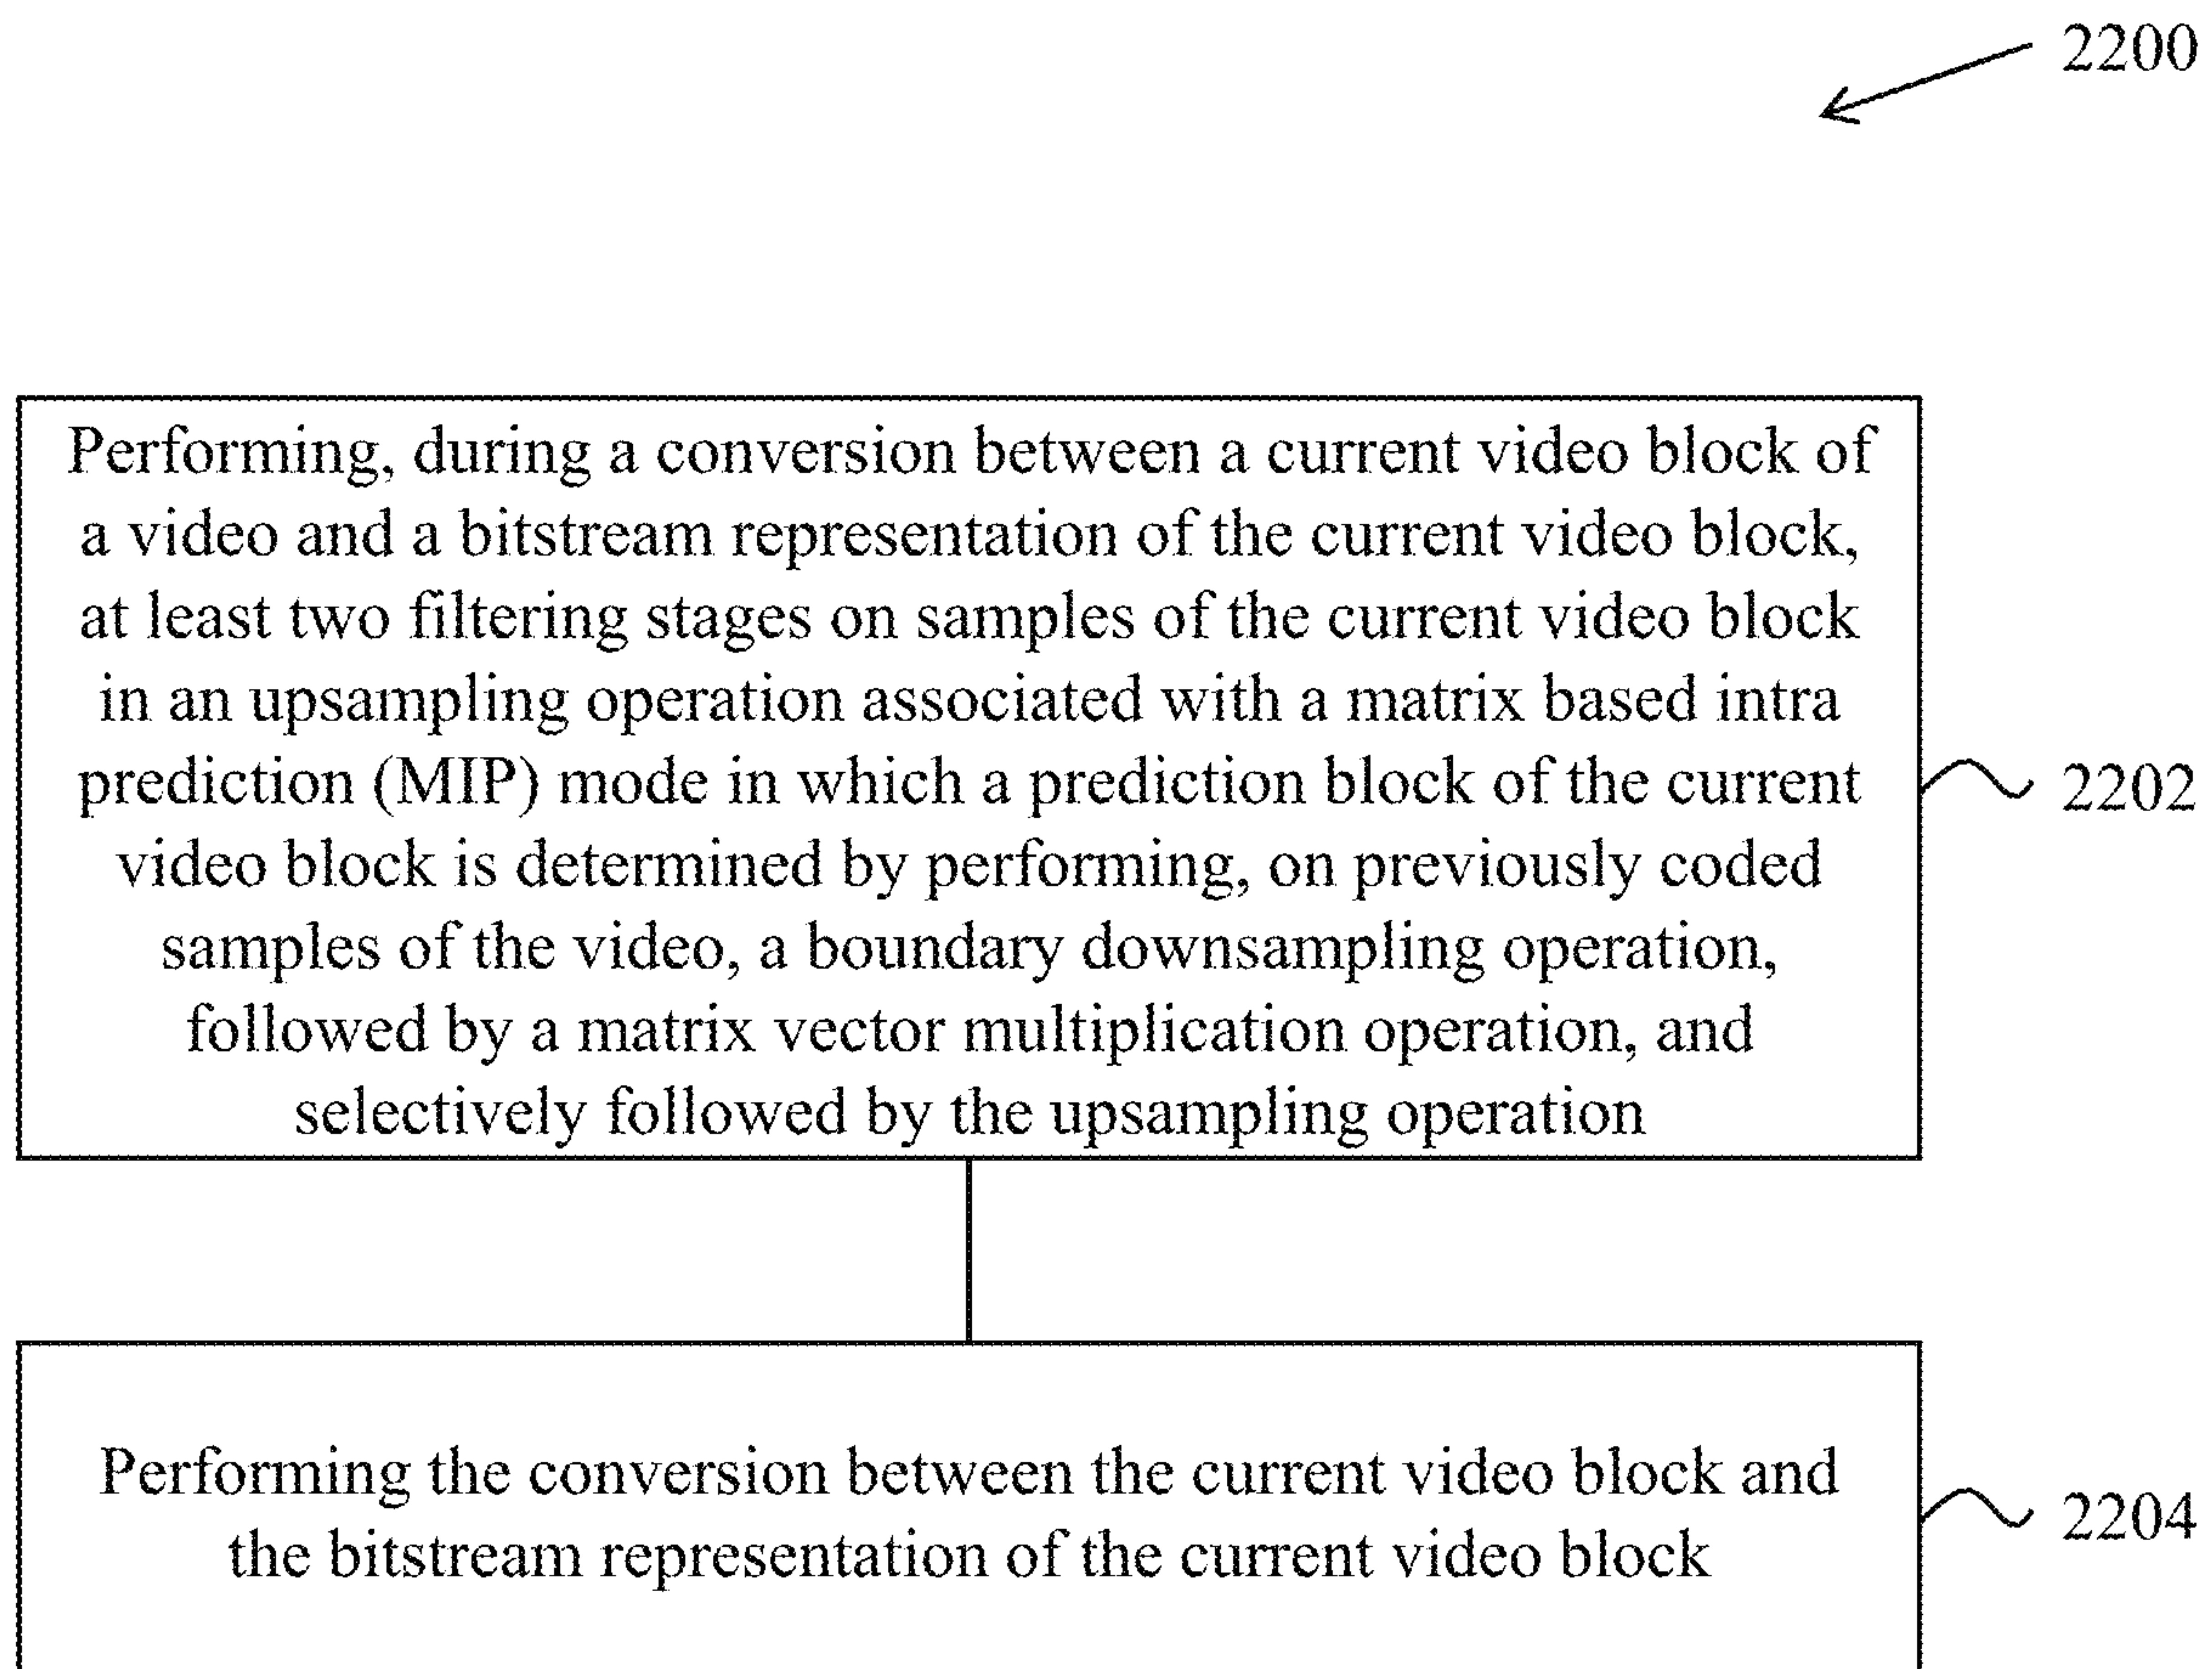 2200
Performing, during a conversion between a current video block of
a video and a bitstream representation of the current video block,
at least two filtering stages on samples of the current video block
in an upsampling operation associated with a matrix based intra
prediction (MIP) mode in which a prediction block of the current
video block is determined by performing, on previously coded
samples of the video, a boundary downsampling operation,
followed by a matrix vector multiplication operation, and
selectively followed by the upsampling operation
2202
Performing the conversion between the current video block and
the bitstream representation of the current video block
2204